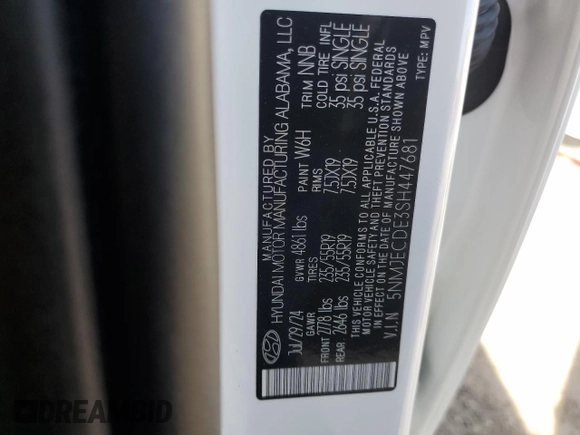 MANUFACTURED BY
HYUNDAI MOTOR MANUFACTURING ALABAMA, LLC
Jul/29/24 GVWR 4861 lbs PAINT W6H TRIM NNB
GAWR TIRES RIMS COLD TIRE INFL
FRONT 2778 lbs 235/55R19 7.5JX19 35 psi SINGLE
REAR 2646 lbs 235/55R19 7.5JX19 35 psi SINGLE
THIS VEHICLE CONFORMS TO ALL APPLICABLE U.S.A. FEDERAL
MOTOR VEHICLE SAFETY AND THEFT PREVENTION STANDARDS
IN EFFECT ON THE DATE OF MANUFACTURE SHOWN ABOVE
V.I.N 5NMJECDE3SH447681 TYPE: MPV
DREAMBID